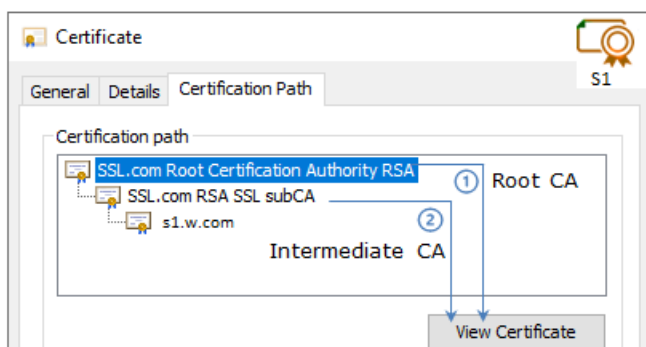 Certificate
S1
General Details Certification Path
Certification path
SSL.com Root Certification Authority RSA
1 Root CA
SSL.com RSA SSL subCA
2
s1.w.com
Intermediate CA
View Certificate